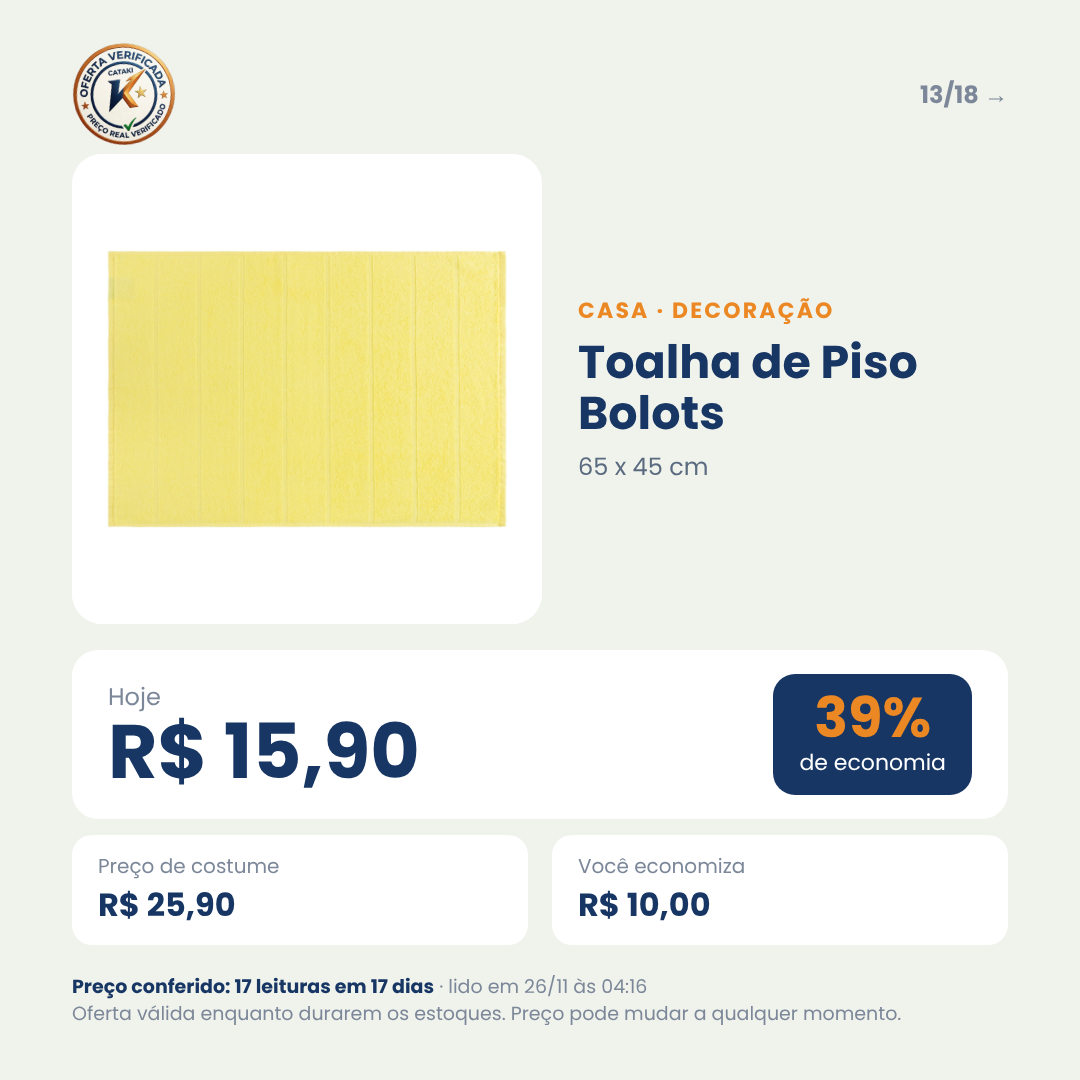 OFERTA VERIFICADA
CATAKI
K
PREÇO REAL VERIFICADO
13/18 →
CASA · DECORAÇÃO
Toalha de Piso
Bolots
65 x 45 cm
Hoje
R$ 15,90
39%
de economia
Preço de costume
R$ 25,90
Você economiza
R$ 10,00
Preço conferido: 17 leituras em 17 dias · lido em 26/11 às 04:16
Oferta válida enquanto durarem os estoques. Preço pode mudar a qualquer momento.